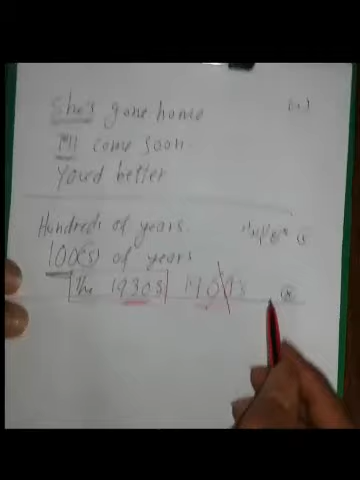 She's gone home
I'll come soon
You'd better
Hundreds of years.
100(s) of years
The 1930s